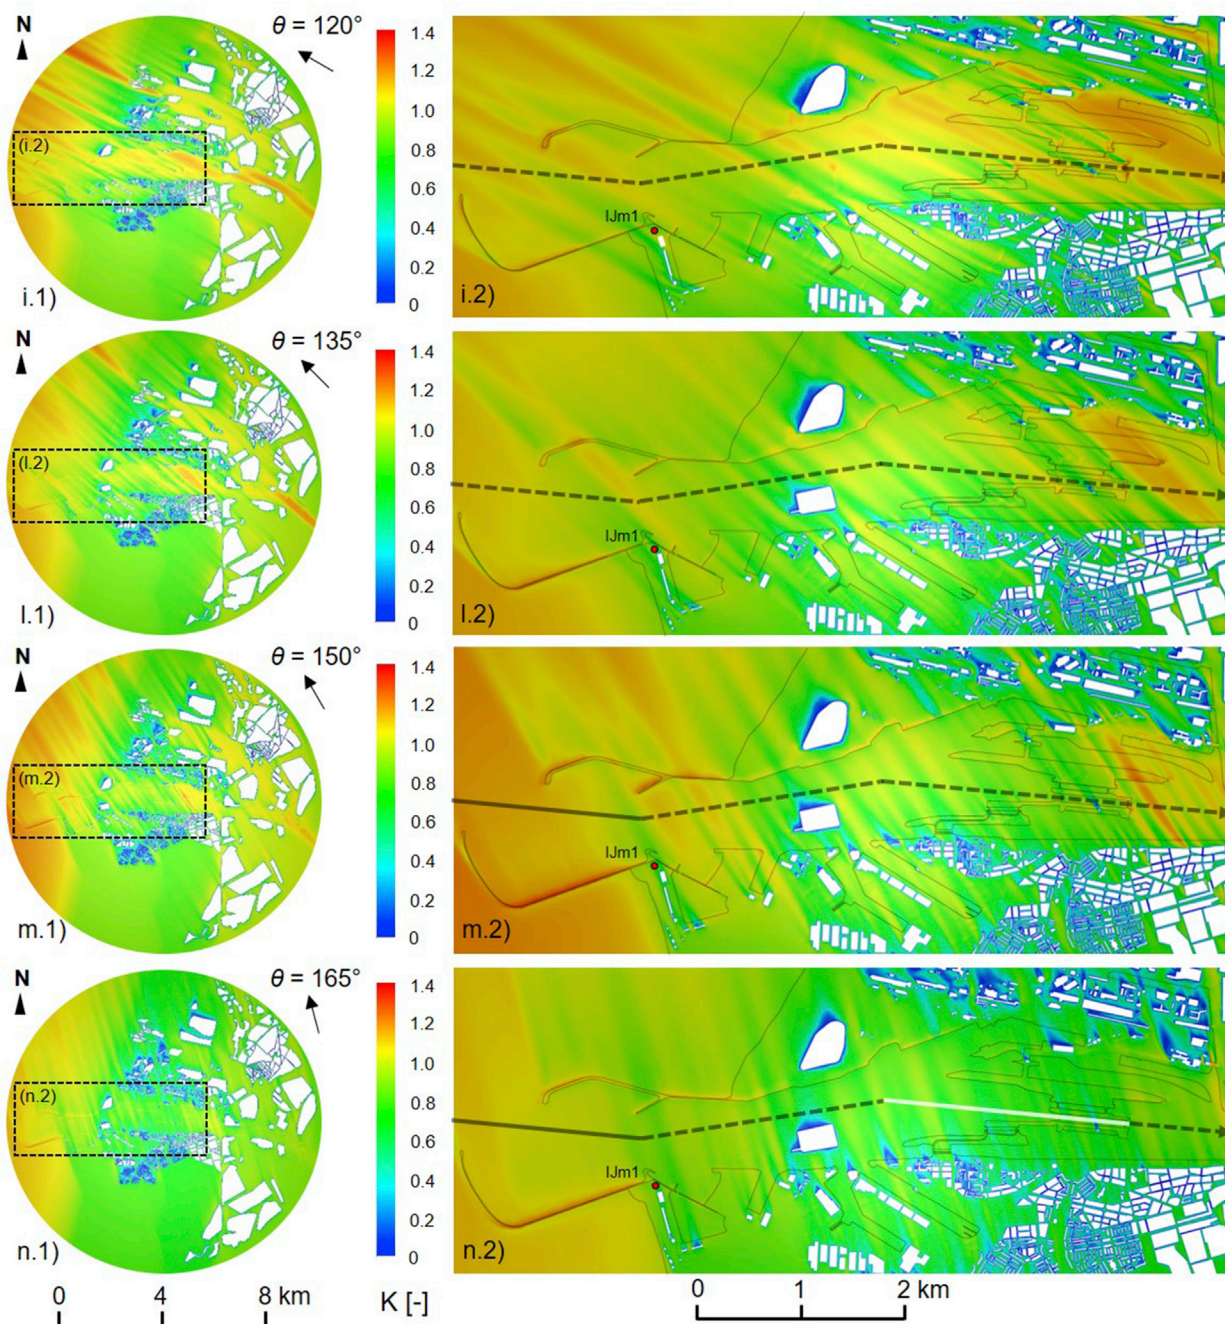 N
θ = 120°
1.4
1.2
1.0
0.8
0.6
0.4
0.2
0
(i.2)
i.1)
IJm1
i.2)
N
θ = 135°
1.4
1.2
1.0
0.8
0.6
0.4
0.2
0
(l.2)
l.1)
IJm1
l.2)
N
θ = 150°
1.4
1.2
1.0
0.8
0.6
0.4
0.2
0
(m.2)
m.1)
IJm1
m.2)
N
θ = 165°
1.4
1.2
1.0
0.8
0.6
0.4
0.2
0
(n.2)
n.1)
IJm1
n.2)
0 4 8 km
K [-]
0 1 2 km